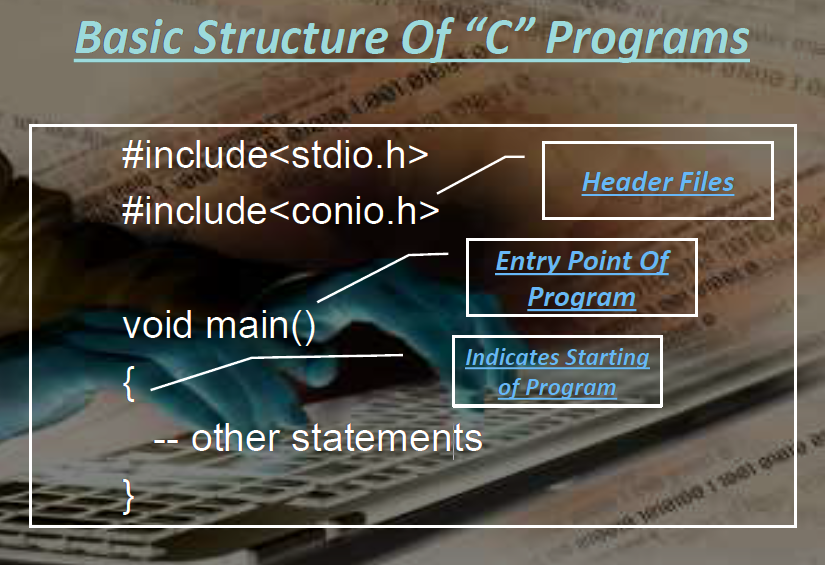 Basic Structure Of “C” Programs
#include<stdio.h>
Header Files
#include<conio.h>
Entry Point Of
Program
void main()
{
Indicates Starting
of Program
-- other statements
}